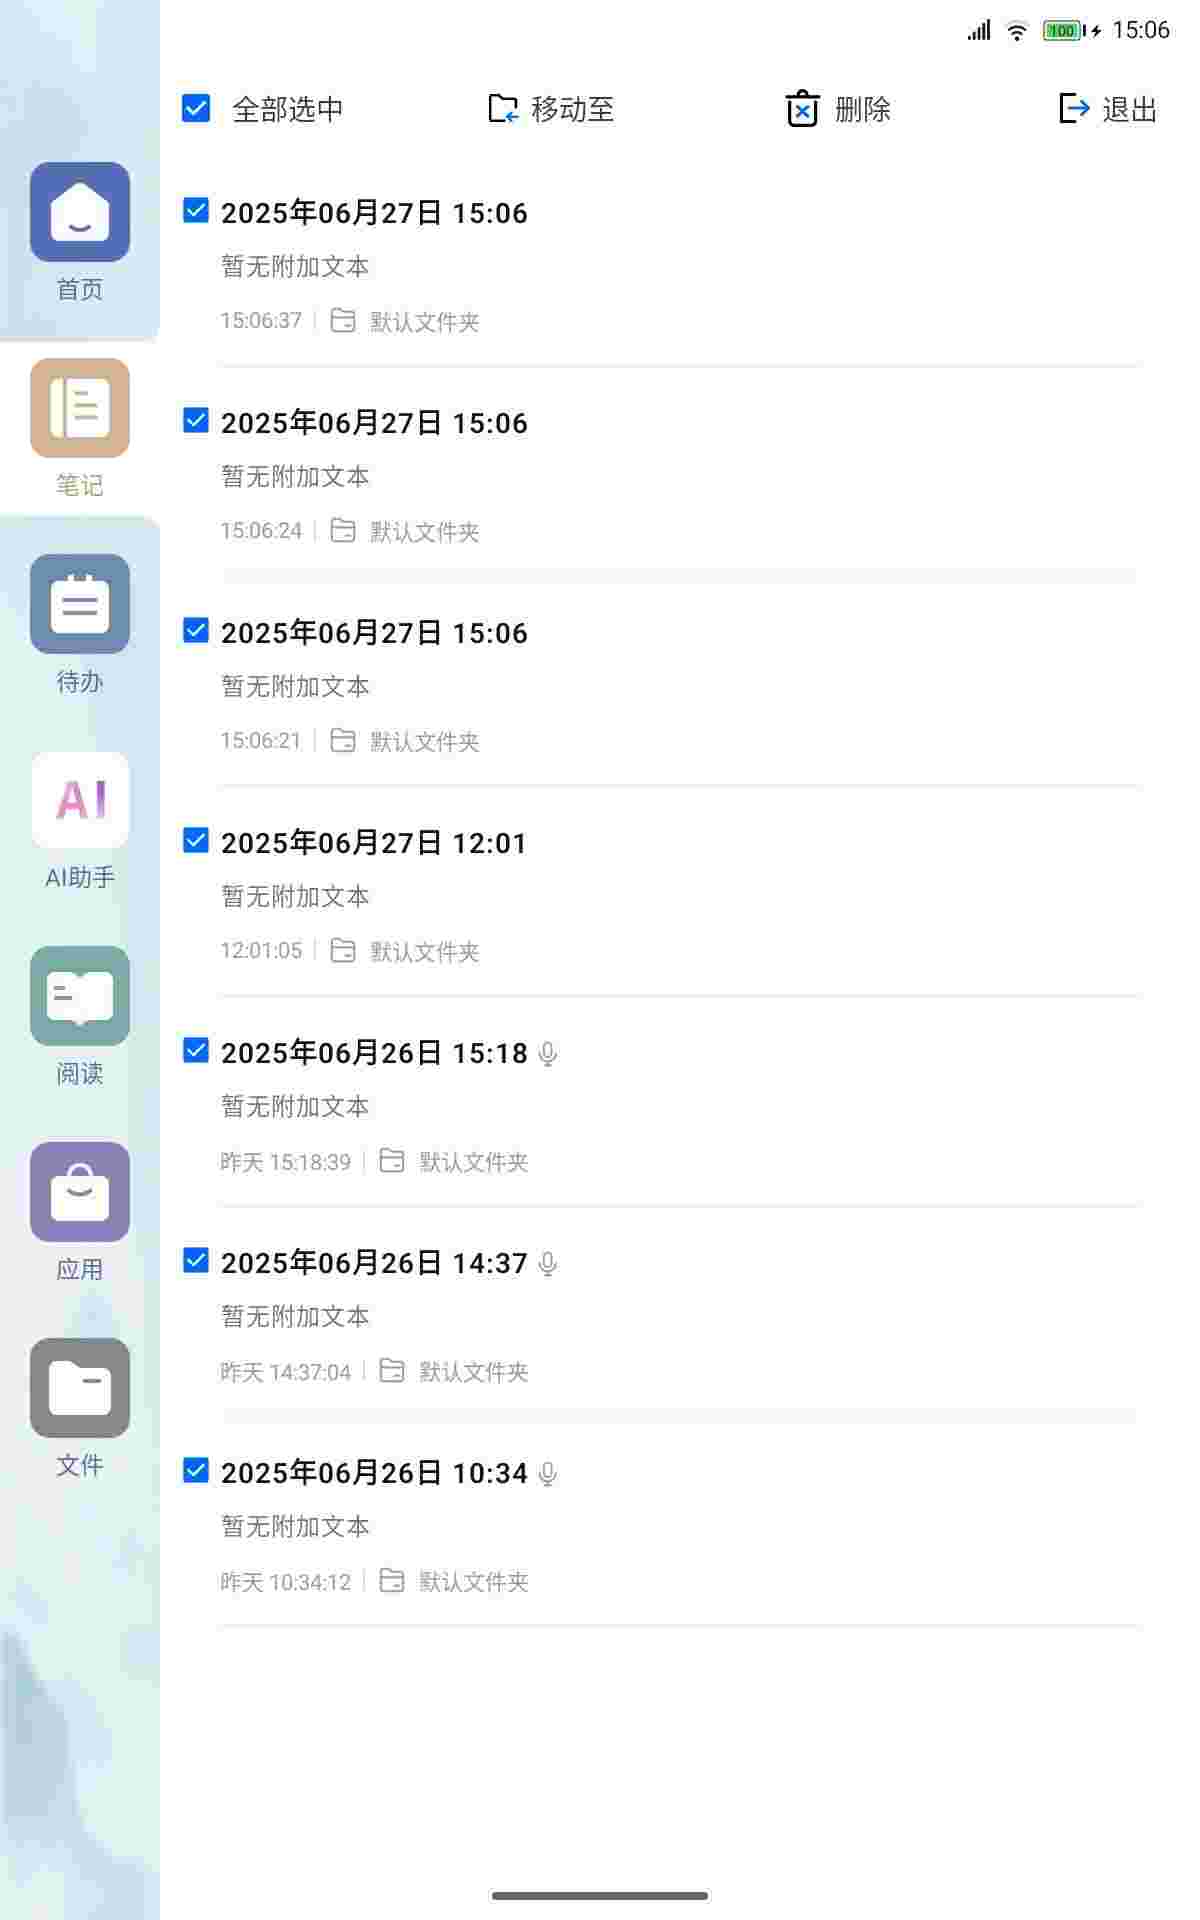 100 15:06
全部选中 移动至 删除 退出
首页
笔记
待办
AI
AI助手
阅读
应用
文件
2025年06月27日 15:06
暂无附加文本
15:06:37 默认文件夹
2025年06月27日 15:06
暂无附加文本
15:06:24 默认文件夹
2025年06月27日 15:06
暂无附加文本
15:06:21 默认文件夹
2025年06月27日 12:01
暂无附加文本
12:01:05 默认文件夹
2025年06月26日 15:18
暂无附加文本
昨天 15:18:39 默认文件夹
2025年06月26日 14:37
暂无附加文本
昨天 14:37:04 默认文件夹
2025年06月26日 10:34
暂无附加文本
昨天 10:34:12 默认文件夹